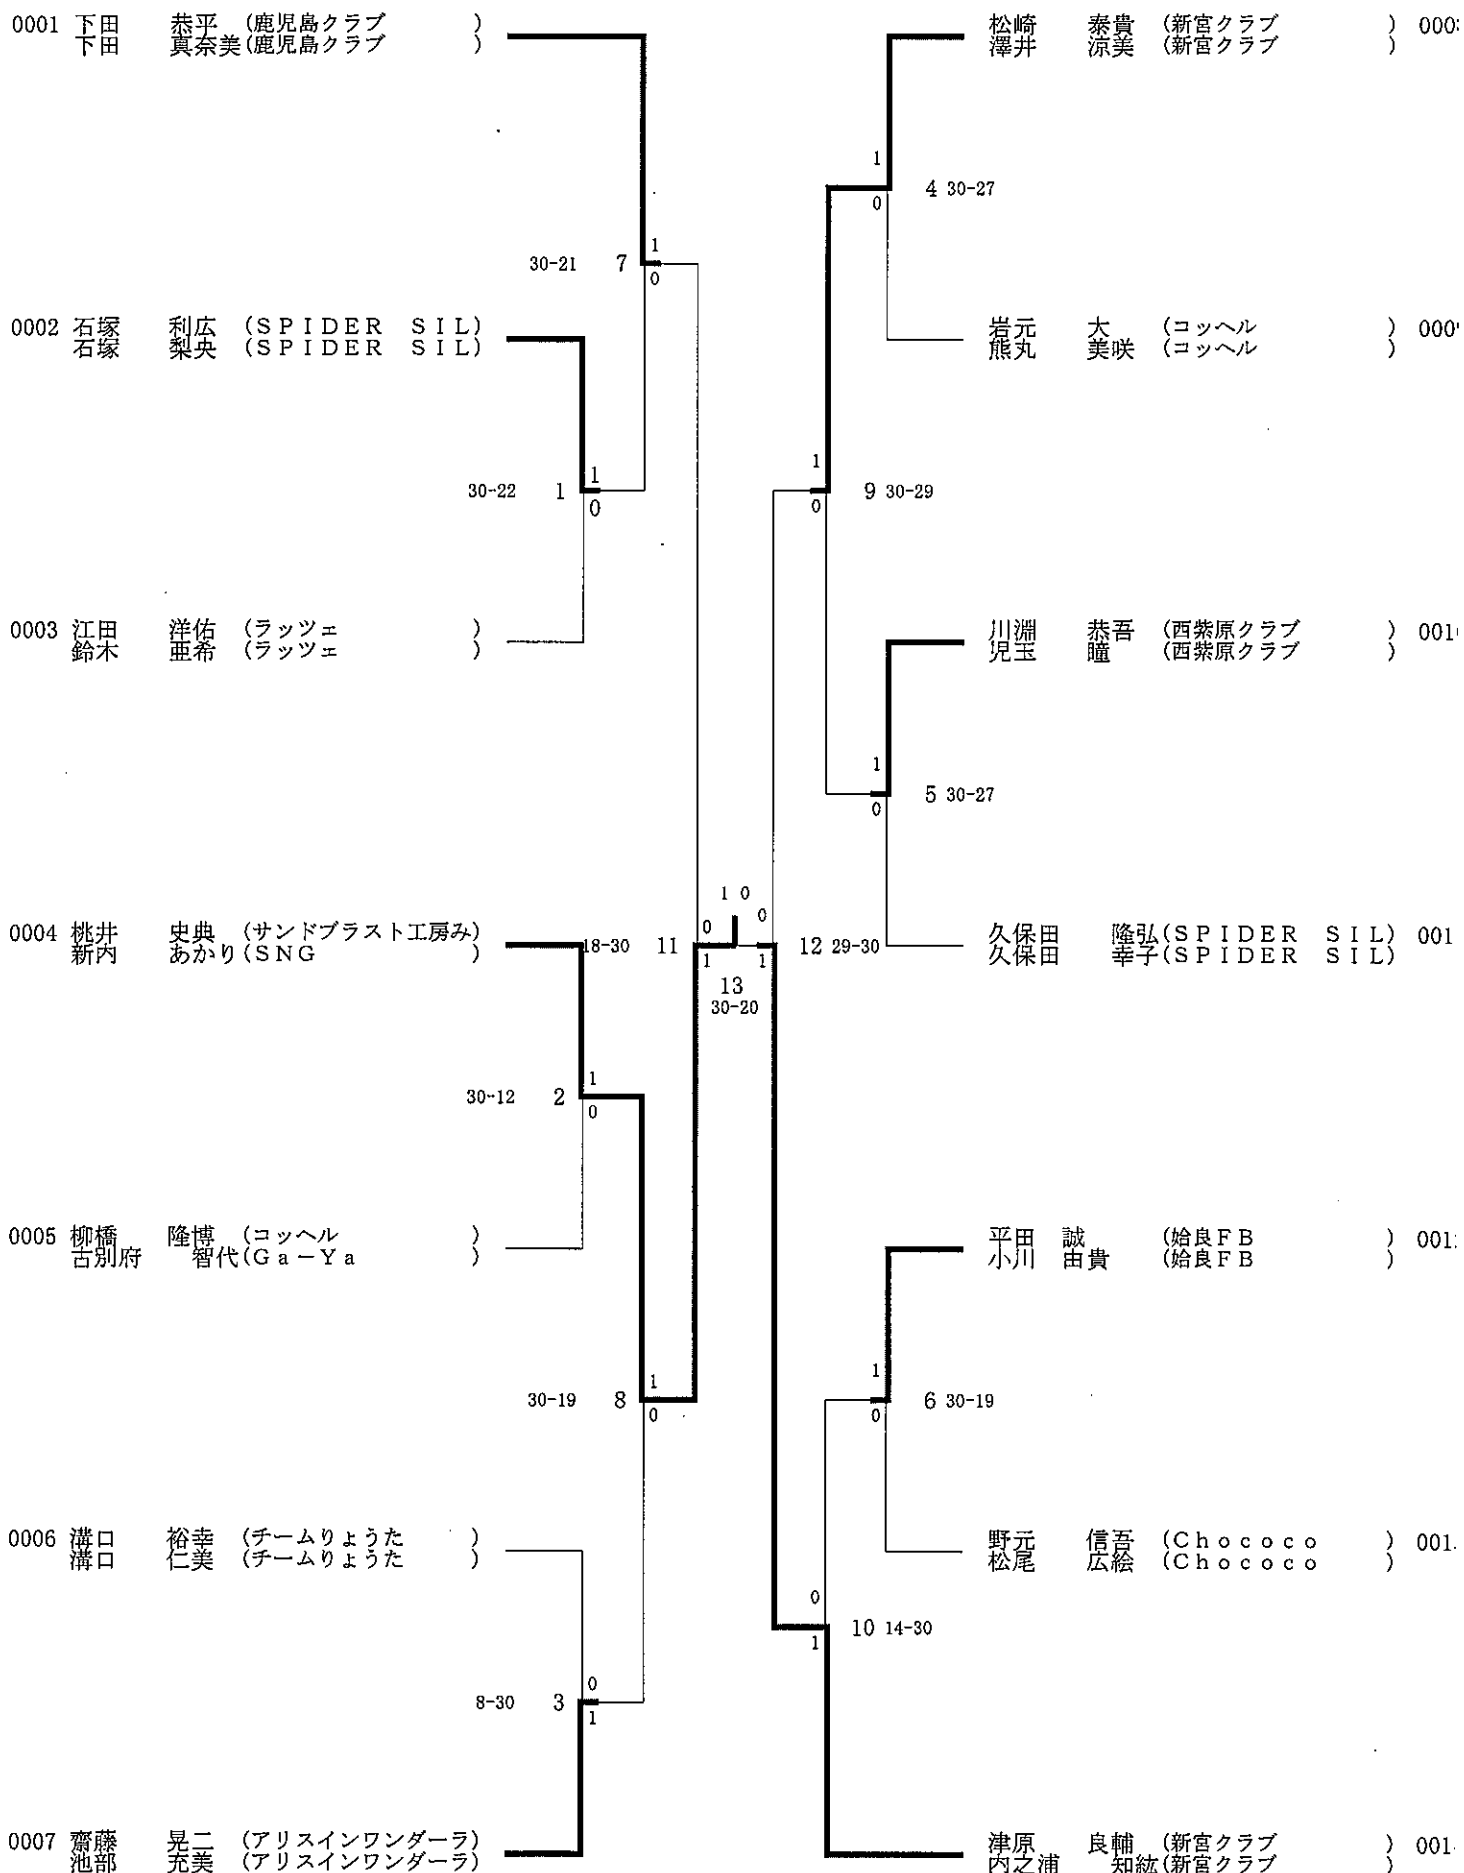 0001 下田 恭平 (鹿児島クラブ )
下田 真奈美(鹿児島クラブ )
松崎 泰貴 (新宮クラブ )
澤井 涼美 (新宮クラブ )
1
4 30-27
0
30-21 7 1
0
0002 石塚 利広 (SPIDER SIL)
石塚 梨央 (SPIDER SIL)
岩元 大 (コッヘル ) 000
熊丸 美咲 (コッヘル )
30-22 1 1
0
1
9 30-29
0
0003 江田 洋佑 (ラッツェ )
鈴木 亜希 (ラッツェ )
川淵 恭吾 (西紫原クラブ ) 001
児玉 瞳 (西紫原クラブ )
1
5 30-27
0
0004 桃井 史典 (サンドブラスト工房み)
新内 あかり(SNG )
1 0
18-30 11 0
1
0
12 29-30
1
13
30-20
久保田 隆弘(SPIDER SIL) 001
久保田 幸子(SPIDER SIL)
30-12 2 1
0
0005 柳橋 隆博 (コッヘル )
古別府 智代(Ga-Ya )
平田 誠 (姶良FB ) 001
小川 由貴 (姶良FB )
30-19 8 1
0
1
6 30-19
0
0006 溝口 裕幸 (チームりょうた )
溝口 仁美 (チームりょうた )
野元 信吾 (Chococo ) 001
松尾 広絵 (Chococo )
0
10 14-30
1
8-30 3 0
1
0007 齋藤 晃二 (アリスインワンダーラ)
池部 充美 (アリスインワンダーラ)
津原 良輔 (新宮クラブ ) 001
内之浦 知紘(新宮クラブ )